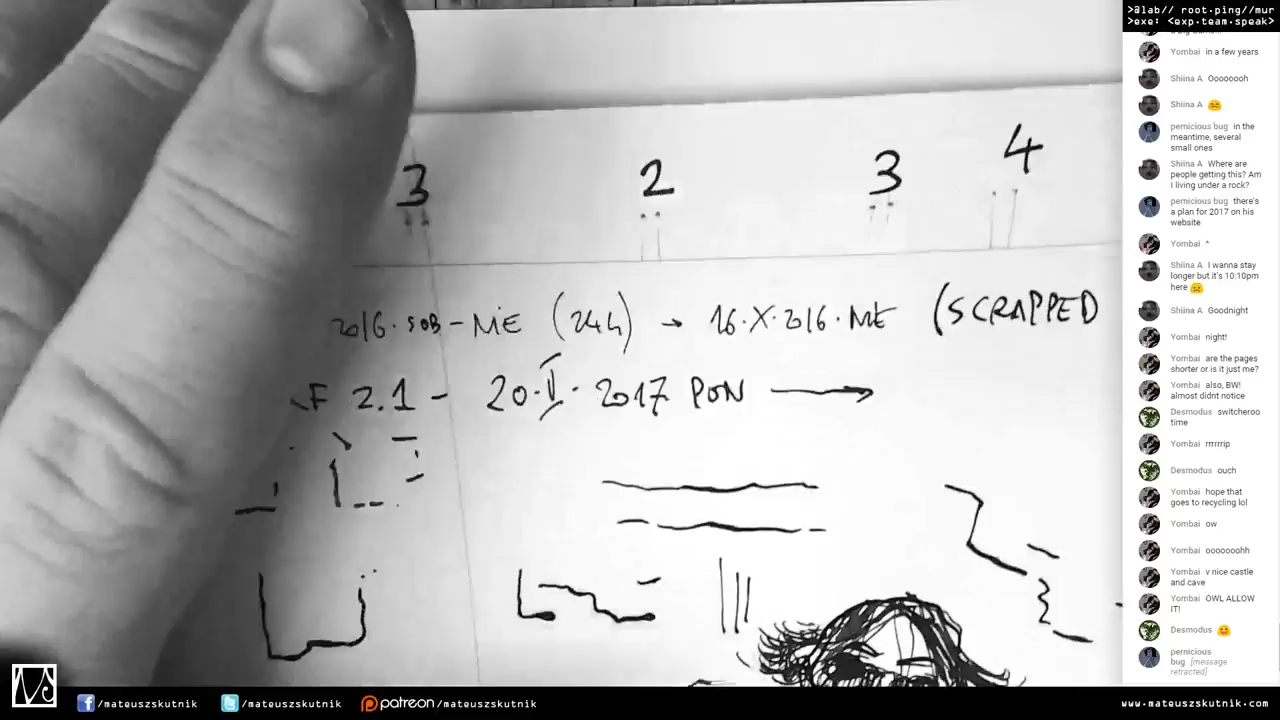 3 2 3 4
2016. SOB - ME (244) → 16.X.2016.ME (SCRAPPED
F 2.1 - 20.II.2017 PON →
>@lab// root.ping//mur
>exe: <exp.team.speak>
Yombai in a few years
Shiina A Oooooooh
Shiina A
pernicious bug in the
meantime, several
small ones
Shiina A Where are
people getting this? Am
I living under a rock?
pernicious bug there's
a plan for 2017 on his
website
Yombai *
Shiina A I wanna stay
longer but it's 10:10pm
here
Shiina A Goodnight
Yombai night!
Yombai are the pages
shorter or is it just me?
Yombai also, BW!
almost didnt notice
Desmodus switcheroo
time
Yombai rrrrrrip
Desmodus ouch
Yombai hope that
goes to recycling lol
Yombai ow
Yombai oooooohh
Yombai v nice castle
and cave
Yombai OWL ALLOW
IT!
Desmodus
pernicious
bug [message
retracted]
/mateuszskutnik /mateuszskutnik patreon/mateuszskutnik www.mateuszskutnik.com